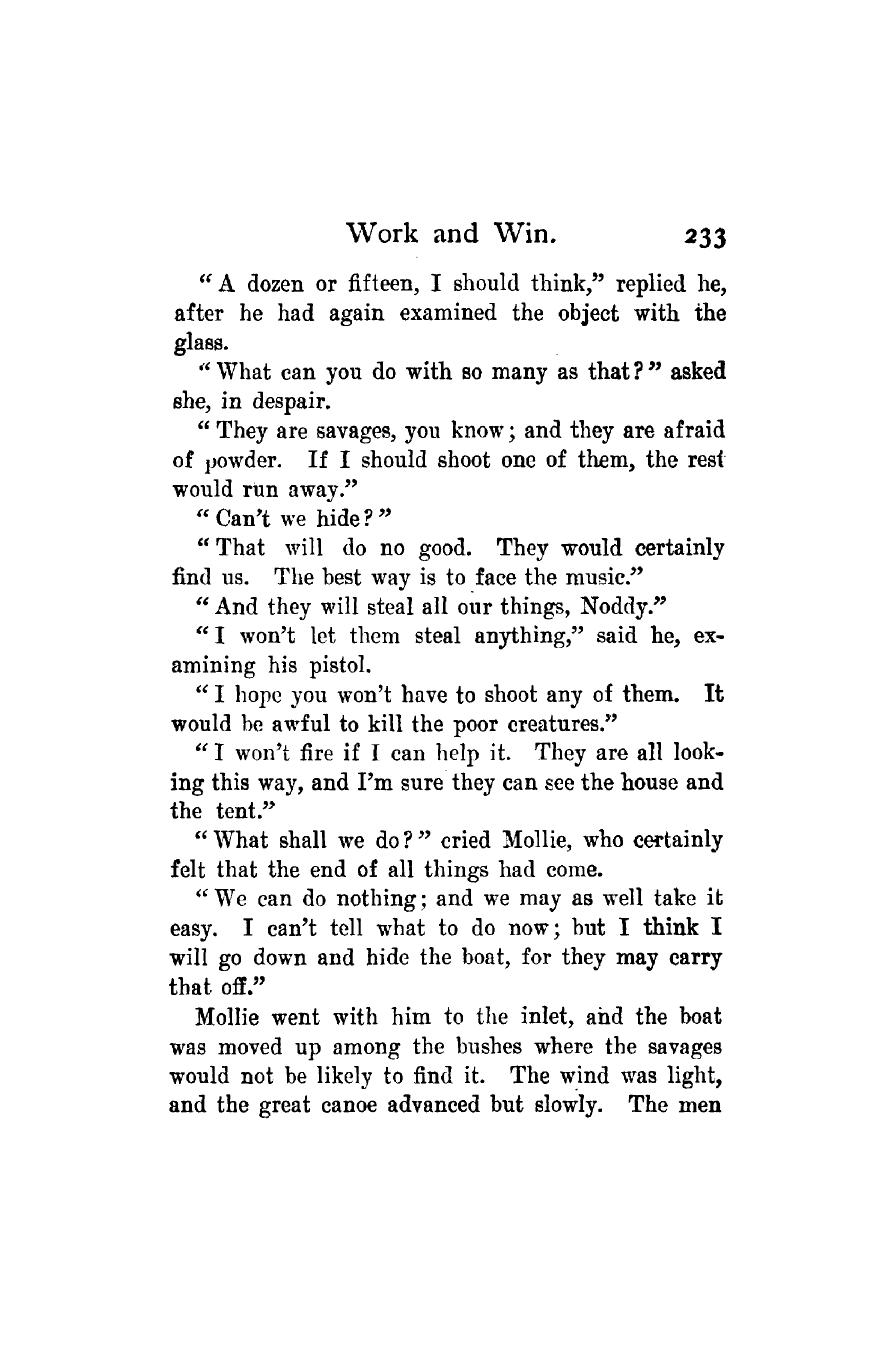 Work and Win. 233
“A dozen or fifteen, I should think,” replied he,
after he had again examined the object with the
glass.
“What can you do with so many as that?” asked
she, in despair.
“They are savages, you know; and they are afraid
of powder. If I should shoot one of them, the rest
would run away.”
“Can’t we hide?”
“That will do no good. They would certainly
find us. The best way is to face the music.”
“And they will steal all our things, Noddy.”
“I won’t let them steal anything,” said he, ex-
amining his pistol.
“I hope you won’t have to shoot any of them. It
would be awful to kill the poor creatures.”
“I won’t fire if I can help it. They are all look-
ing this way, and I’m sure they can see the house and
the tent.”
“What shall we do?” cried Mollie, who certainly
felt that the end of all things had come.
“We can do nothing; and we may as well take it
easy. I can’t tell what to do now; but I think I
will go down and hide the boat, for they may carry
that off.”
Mollie went with him to the inlet, and the boat
was moved up among the bushes where the savages
would not be likely to find it. The wind was light,
and the great canoe advanced but slowly. The men